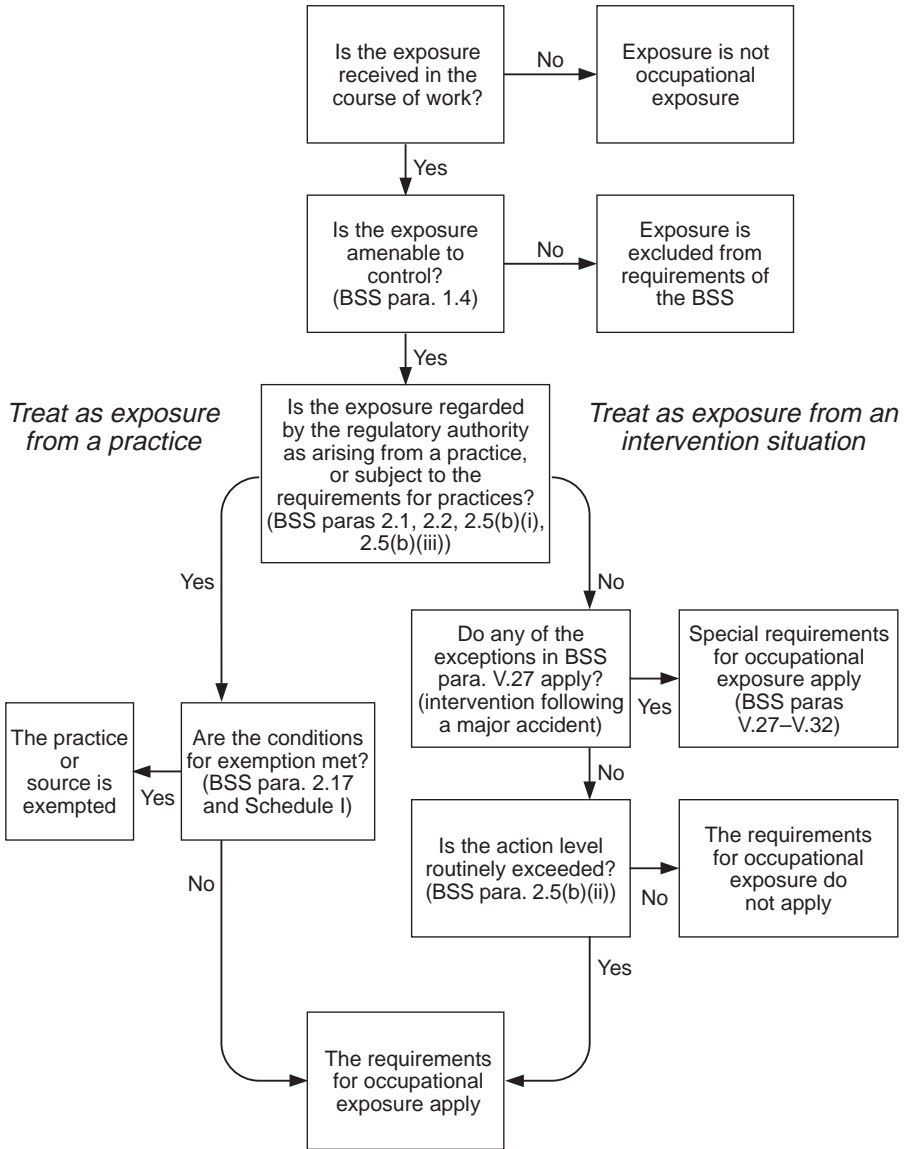 Is the exposure
received in the
course of work?
No
Exposure is not
occupational
exposure
Yes
Is the exposure
amenable to
control?
(BSS para. 1.4)
No
Exposure is
excluded from
requirements of
the BSS
Yes
Treat as exposure
from a practice
Is the exposure regarded
by the regulatory authority
as arising from a practice,
or subject to the
requirements for practices?
(BSS paras 2.1, 2.2, 2.5(b)(i),
2.5(b)(iii))
Treat as exposure from an
intervention situation
Yes
No
Do any of the
exceptions in BSS
para. V.27 apply?
(intervention following
a major accident)
Yes
Special requirements
for occupational
exposure apply
(BSS paras
V.27–V.32)
The practice
or
source is
exempted
Yes
Are the conditions
for exemption met?
(BSS para. 2.17
and Schedule I)
No
Is the action level
routinely exceeded?
(BSS para. 2.5(b)(ii))
No
The requirements
for occupational
exposure do
not apply
No
Yes
The requirements
for occupational
exposure apply